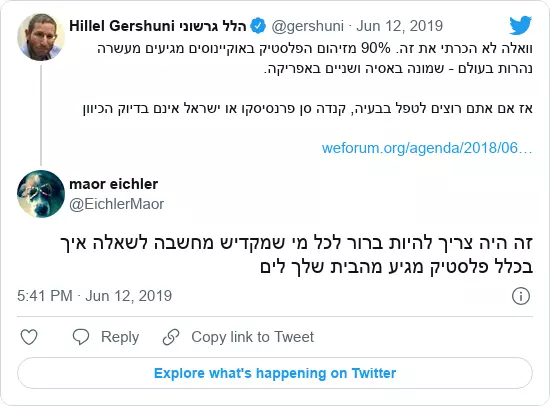 Hillel Gershuni הלל גרשוני @gershuni · Jun 12, 2019
וואלה לא הכרתי את זה. 90% מזיהום הפלסטיק באוקיינוסים מגיעים מעשרה
נהרות בעולם - שמונה באסיה ושניים באפריקה.
אז אם אתם רוצים לטפל בבעיה, קנדה סן פרנסיסקו או ישראל אינם בדיוק הכיוון
weforum.org/agenda/2018/06…
maor eichler
@EichlerMaor
זה היה צריך להיות ברור לכל מי שמקדיש מחשבה לשאלה איך
בכלל פלסטיק מגיע מהבית שלך לים
5:41 PM · Jun 12, 2019
Reply Copy link to Tweet
Explore what's happening on Twitter